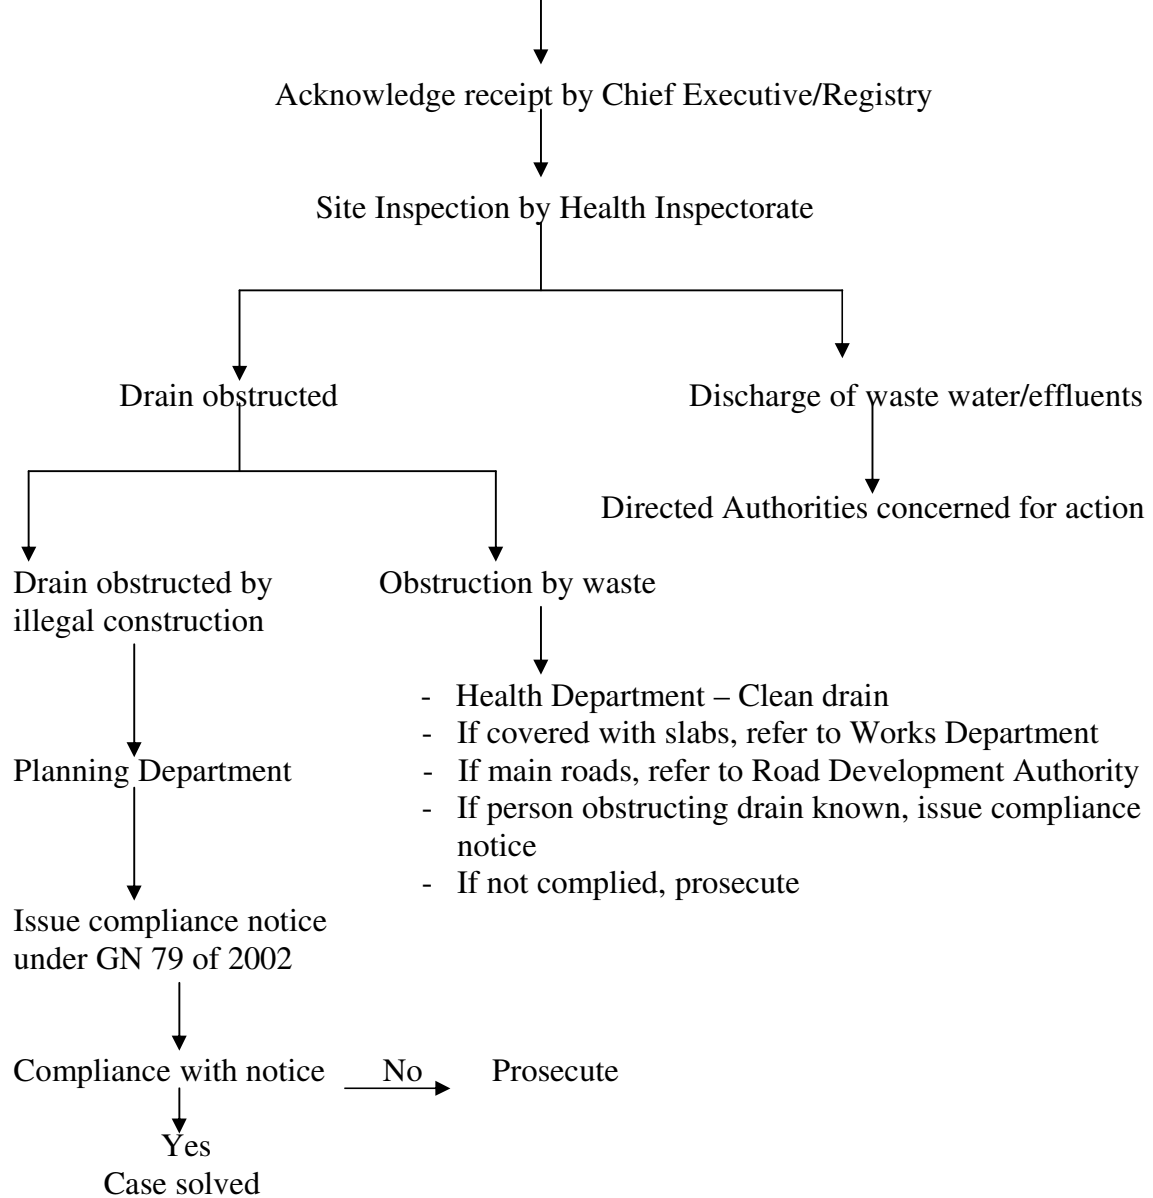 Acknowledge receipt by Chief Executive/Registry
Site Inspection by Health Inspectorate
Drain obstructed
Discharge of waste water/effluents
Directed Authorities concerned for action
Drain obstructed by
illegal construction
Obstruction by waste
- Health Department – Clean drain
- If covered with slabs, refer to Works Department
- If main roads, refer to Road Development Authority
- If person obstructing drain known, issue compliance
notice
- If not complied, prosecute
Planning Department
Issue compliance notice
under GN 79 of 2002
Compliance with notice No Prosecute
Yes
Case solved